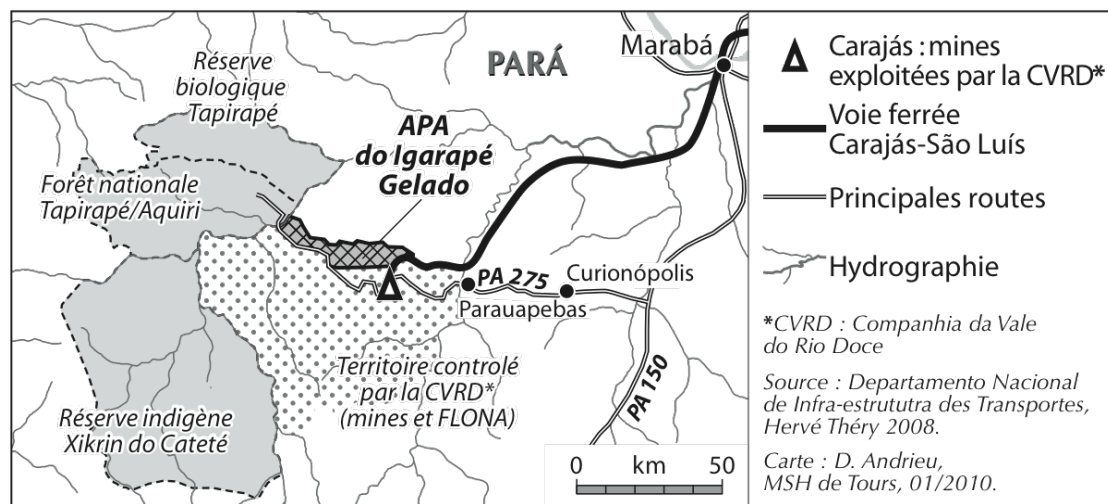 Réserve
biologique
Tapirapé
PARÁ
Marabá
APA
do Igarapé
Gelado
Forêt nationale
Tapirapé/Aquiri
PA 275
Curionópolis
Parauapebas
Territoire controlé
par la CVRD*
(mines et FLONA)
Réserve indigène
Xikrin do Cateté
PA 150
0 km 50
Carajás : mines
exploitées par la CVRD*
Voie ferrée
Carajás-São Luís
Principales routes
Hydrographie
*CVRD : Companhia da Vale
do Rio Doce
Source : Departamento Nacional
de Infra-estrututra des Transportes,
Hervé Théry 2008.
Carte : D. Andrieu,
MSH de Tours, 01/2010.